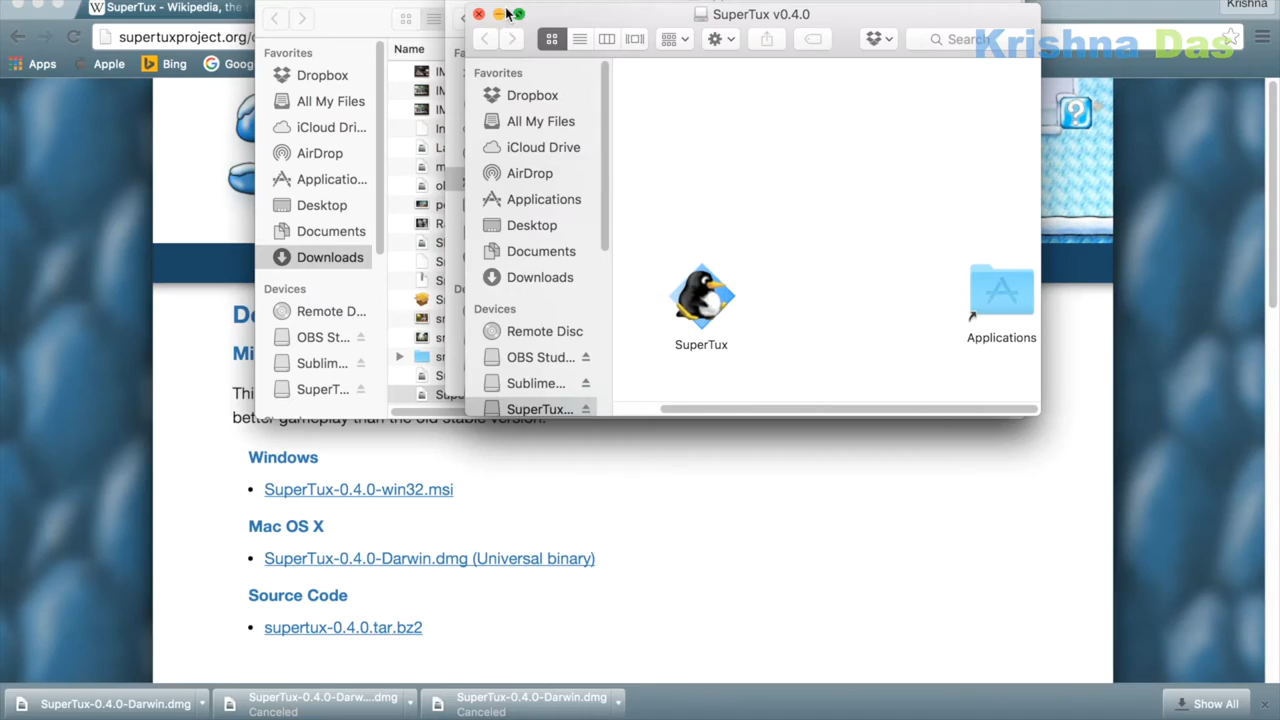 SuperTux - Wikipedia, the
supertuxproject.org/
Apps
Apple
Bing
Goog
Krishna
Krishna Das
Favorites
Dropbox
All My Files
iCloud Dri...
AirDrop
Applicatio...
Desktop
Documents
Downloads
Devices
Remote D...
OBS St...
Sublim...
SuperT...
Name
SuperTux v0.4.0
Search
Favorites
Dropbox
All My Files
iCloud Drive
AirDrop
Applications
Desktop
Documents
Downloads
Devices
Remote Disc
OBS Stud...
Sublime...
SuperTux...
SuperTux
Applications
better gameplay than the old stable version.
Windows
• SuperTux-0.4.0-win32.msi
Mac OS X
• SuperTux-0.4.0-Darwin.dmg (Universal binary)
Source Code
• supertux-0.4.0.tar.bz2
SuperTux-0.4.0-Darwin.dmg
SuperTux-0.4.0-Darw....dmg
Canceled
SuperTux-0.4.0-Darwin.dmg
Canceled
Show All